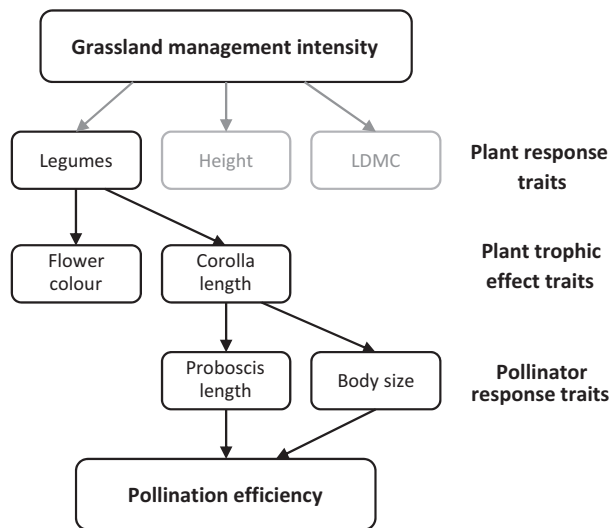 Grassland management intensity
Legumes
Height
LDMC
Plant response
traits
Flower
colour
Corolla
length
Plant trophic
effect traits
Proboscis
length
Body size
Pollinator
response traits
Pollination efficiency